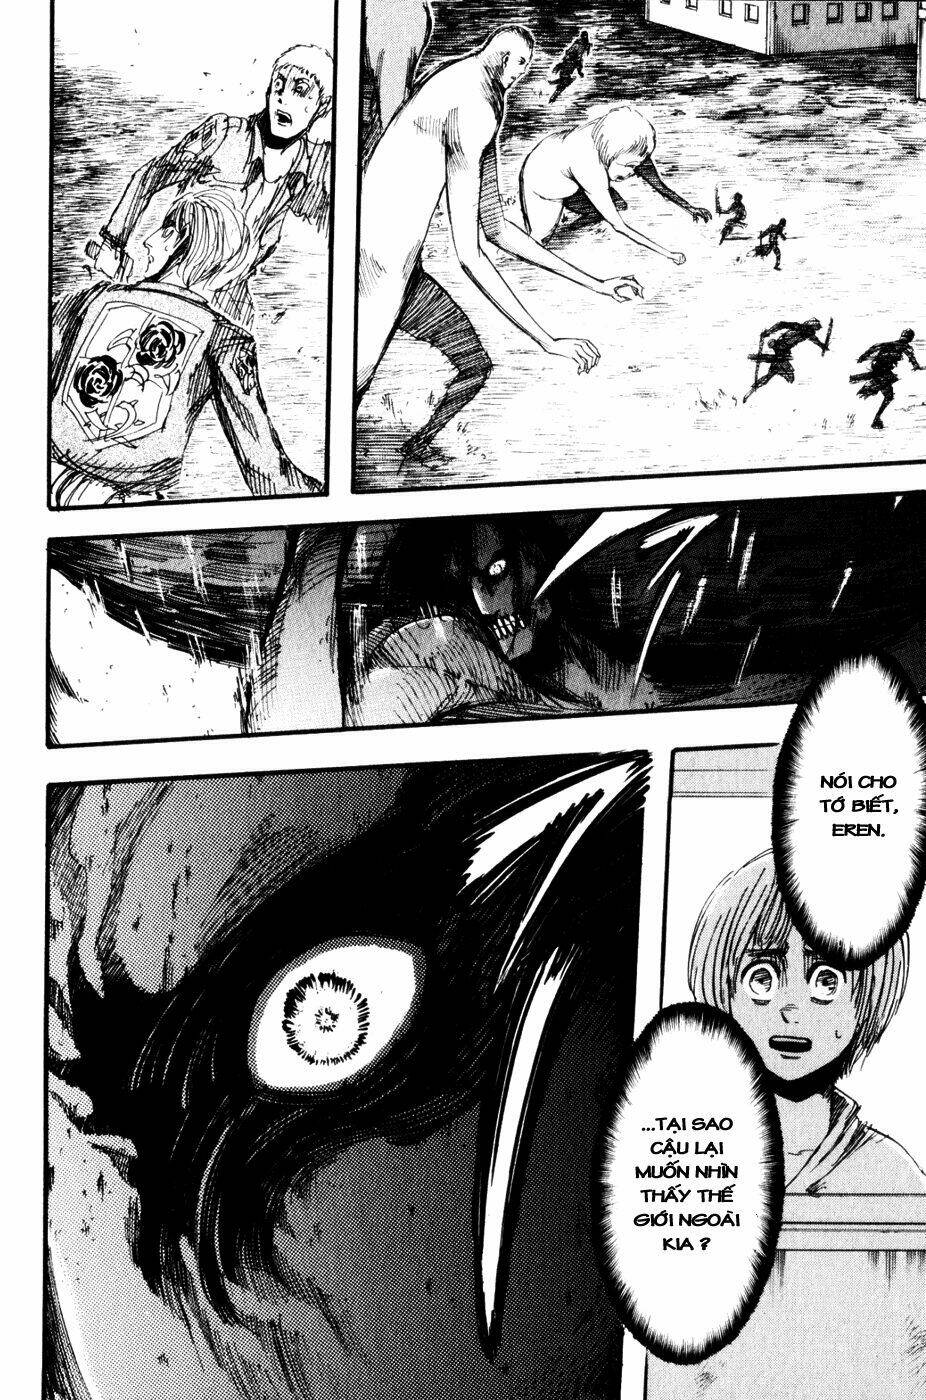 NÓI CHO
TỚ BIẾT,
EREN.
...TẠI SAO
CẬU LẠI
MUỐN NHÌN
THẤY THẾ
GIỚI NGOÀI
KIA ?